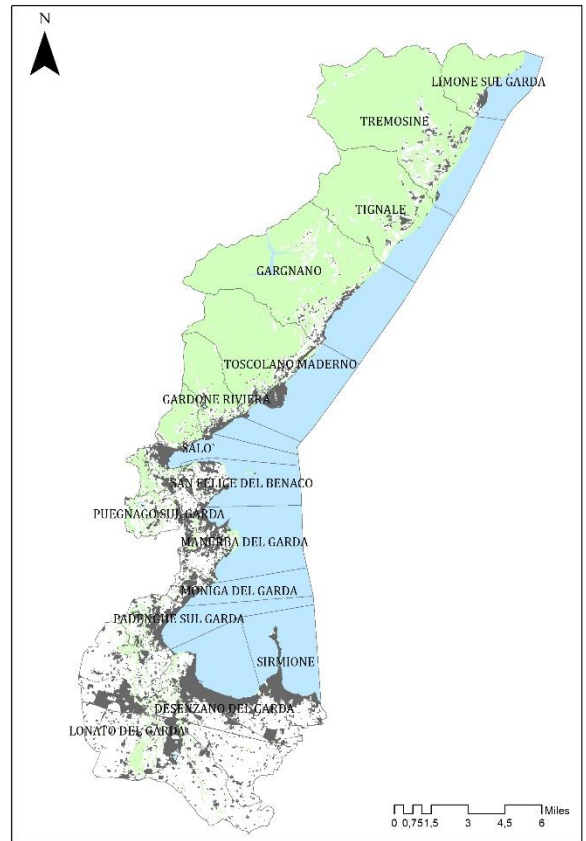 N
LIMONE SUL GARDA
TREMOSINE
TIGNALE
GARGNANO
TOSCOLANO MADERNO
GARDONE RIVIERA
SALO`
SAN FELICE DEL BENACO
PUEGNAGO SUL GARDA
MANERBA DEL GARDA
MONIGA DEL GARDA
PADENGHE SUL GARDA
SIRMIONE
DESENZANO DEL GARDA
LONATO DEL GARDA
Miles
0 0,75 1,5 3 4,5 6